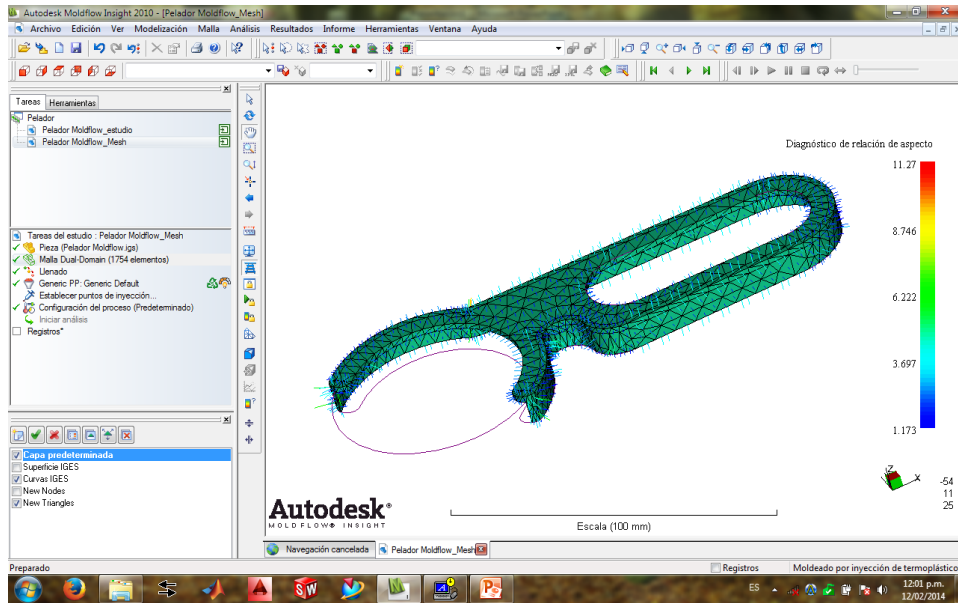 Autodesk Moldflow Insight 2010 - [Pelador Moldflow_Mesh]
Archivo Edición Ver Modelización Malla Análisis Resultados Informe Herramientas Ventana Ayuda
Tareas Herramientas
Pelador
Pelador Moldflow_estudio
Pelador Moldflow_Mesh
Tareas del estudio : Pelador Moldflow_Mesh
Pieza (Pelador Moldflow.igs)
Malla Dual-Domain (1754 elementos)
Llenado
Generic PP: Generic Default
Establecer puntos de inyección...
Configuración del proceso (Predeterminado)
Iniciar análisis
Registros*
Capa predeterminada
Superficie IGES
Curvas IGES
New Nodes
New Triangles
Diagnóstico de relación de aspecto
11.27
8.746
6.222
3.697
1.173
Z
X
-54
11
25
Autodesk®
MOLDFLOW® INSIGHT
Escala (100 mm)
Navegación cancelada Pelador Moldflow_Mesh
Preparado Registros Moldeado por inyección de termoplástico
ES 12:01 p.m.
12/02/2014